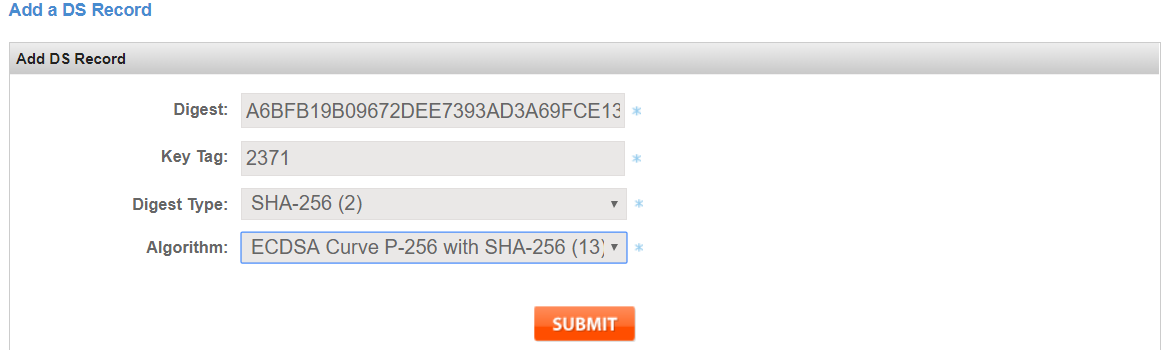 Add a DS Record
Add DS Record
Digest: A6BFB19B09672DEE7393AD3A69FCE13 *
Key Tag: 2371 *
Digest Type: SHA-256 (2) *
Algorithm: ECDSA Curve P-256 with SHA-256 (13) *
SUBMIT